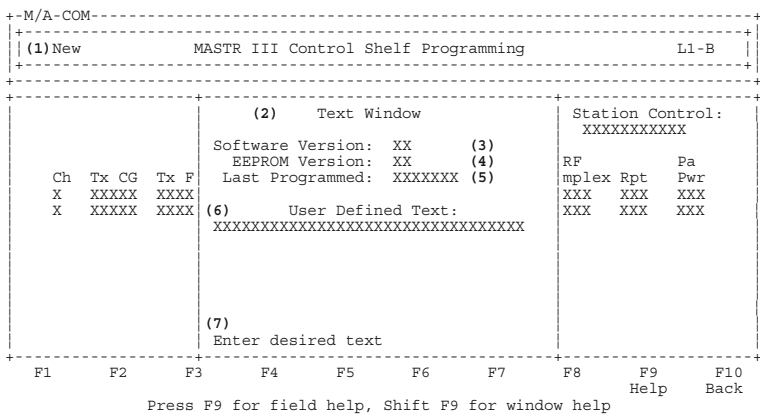 M/A-COM
(1)New MASTR III Control Shelf Programming L1-B
(2) Text Window Station Control:
XXXXXXXXXXX
Software Version: XX (3)
EEPROM Version: XX (4) RF Pa
Ch Tx CG Tx F Last Programmed: XXXXXXX (5) mplex Rpt Pwr
X XXXXX XXXX XXX XXX XXX
X XXXXX XXXX (6) User Defined Text: XXX XXX XXX
XXXXXXXXXXXXXXXXXXXXXXXXXXXXXXXXX
(7)
Enter desired text
F1 F2 F3 F4 F5 F6 F7 F8 F9 F10
Help Back
Press F9 for field help, Shift F9 for window help